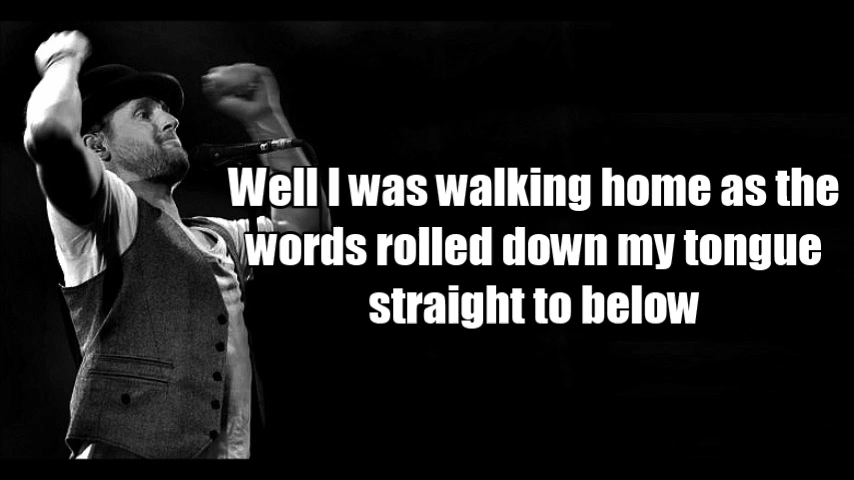 Well I was walking home as the
words rolled down my tongue
straight to below